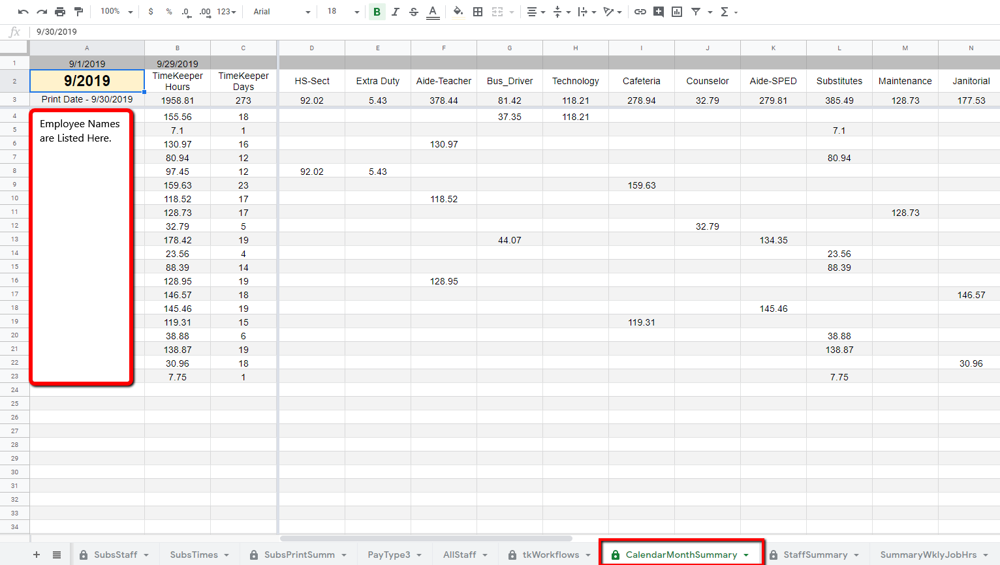 100% $ % .0 .00 123 Arial 18 B I S A Σ
fx 9/30/2019
A B C D E F G H I J K L M N
1 9/1/2019 9/29/2019
2 9/2019 TimeKeeper Hours TimeKeeper Days HS-Sect Extra Duty Aide-Teacher Bus_Driver Technology Cafeteria Counselor Aide-SPED Substitutes Maintenance Janitorial
3 Print Date - 9/30/2019 1958.81 273 92.02 5.43 378.44 81.42 118.21 278.94 32.79 279.81 385.49 128.73 177.53
Employee Names
are Listed Here.
4 155.56 18 37.35 118.21
5 7.1 1 7.1
6 130.97 16 130.97
7 80.94 12 80.94
8 97.45 12 92.02 5.43
9 159.63 23 159.63
10 118.52 17 118.52
11 128.73 17 128.73
12 32.79 5 32.79
13 178.42 19 44.07 134.35
14 23.56 4 23.56
15 88.39 14 88.39
16 128.95 19 128.95
17 146.57 18 146.57
18 145.46 19 145.46
19 119.31 15 119.31
20 38.88 6 38.88
21 138.87 19 138.87
22 30.96 18 30.96
23 7.75 1 7.75
24
25
26
27
28
29
30
31
32
33
34
+ SubsStaff SubsTimes SubsPrintSumm PayType3 AllStaff tkWorkflows CalendarMonthSummary StaffSummary SummaryWklyJobHrs